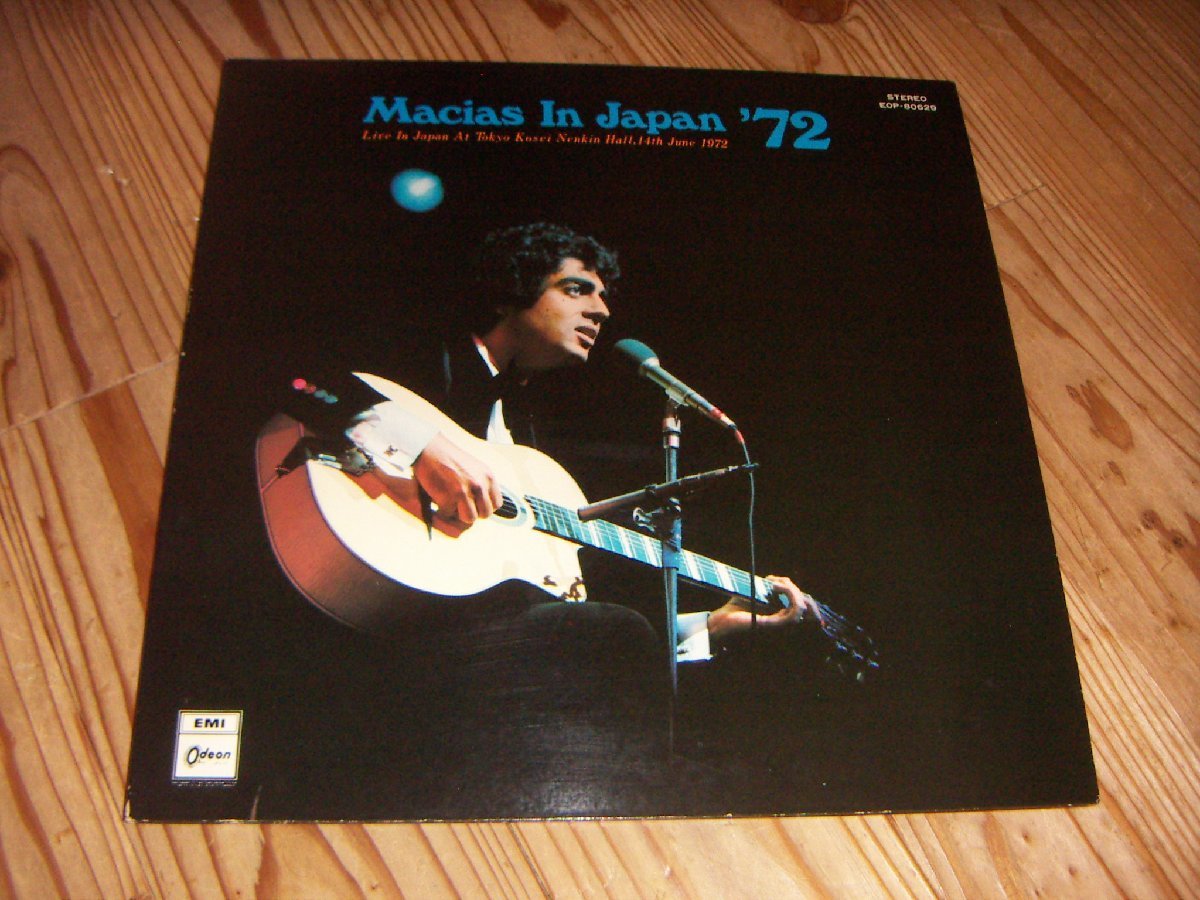 Macias In Japan '72
Live In Japan At Tokyo Kosei Nenkin Hall, 14th June 1972
STEREO
EOP-80629
EMI
Odeon